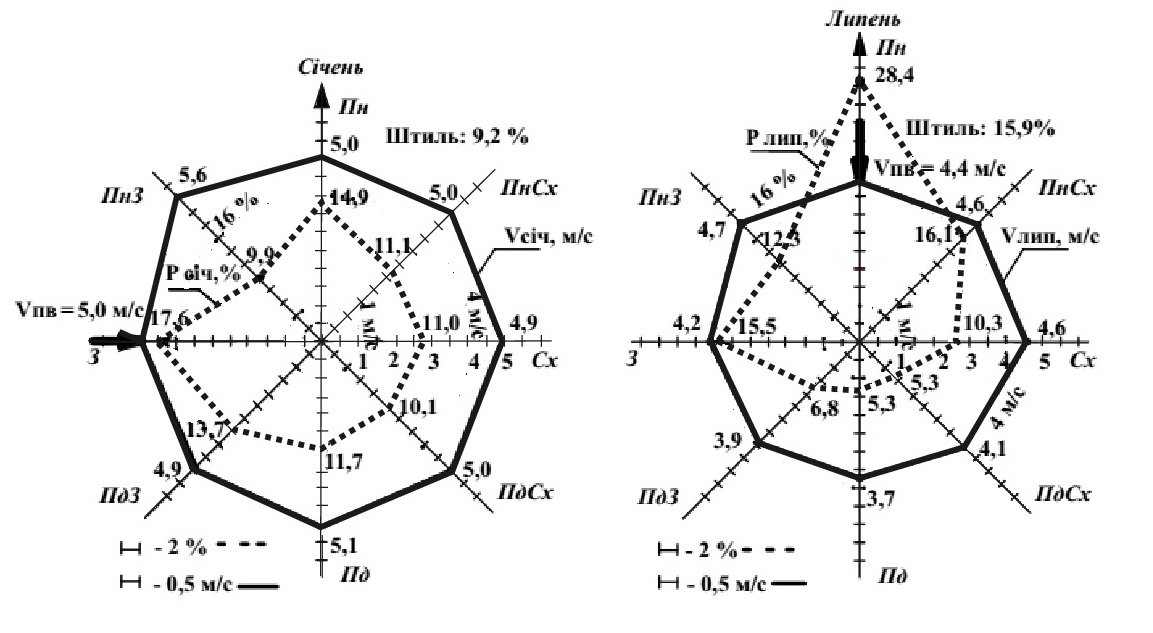 Січень
Пн
5,0
Штиль: 9,2 %
5,6
ПнЗ
16 %
14,9
5,0
ПнСх
9,9
11,1
Vсіч, м/с
Р січ,%
Vпв = 5,0 м/с
17,6
1 м/с
4 м/с
11,0
4,9
З
1
2
3
4
5
Сх
10,1
13,7
11,7
4,9
5,0
ПдЗ
ПдСх
5,1
Пд
- 2 %
- 0,5 м/с
Липень
Пн
28,4
Р лип,%
Штиль: 15,9%
Vпв = 4,4 м/с
ПнЗ
16 %
ПнСх
4,7
12,3
4,6
16,1
Vлип, м/с
4,2
15,5
1 м/с
10,3
4,6
З
1
2
3
4
5
Сх
5,3
6,8
5,3
4 м/с
3,9
4,1
ПдЗ
ПдСх
3,7
Пд
- 2 %
- 0,5 м/с